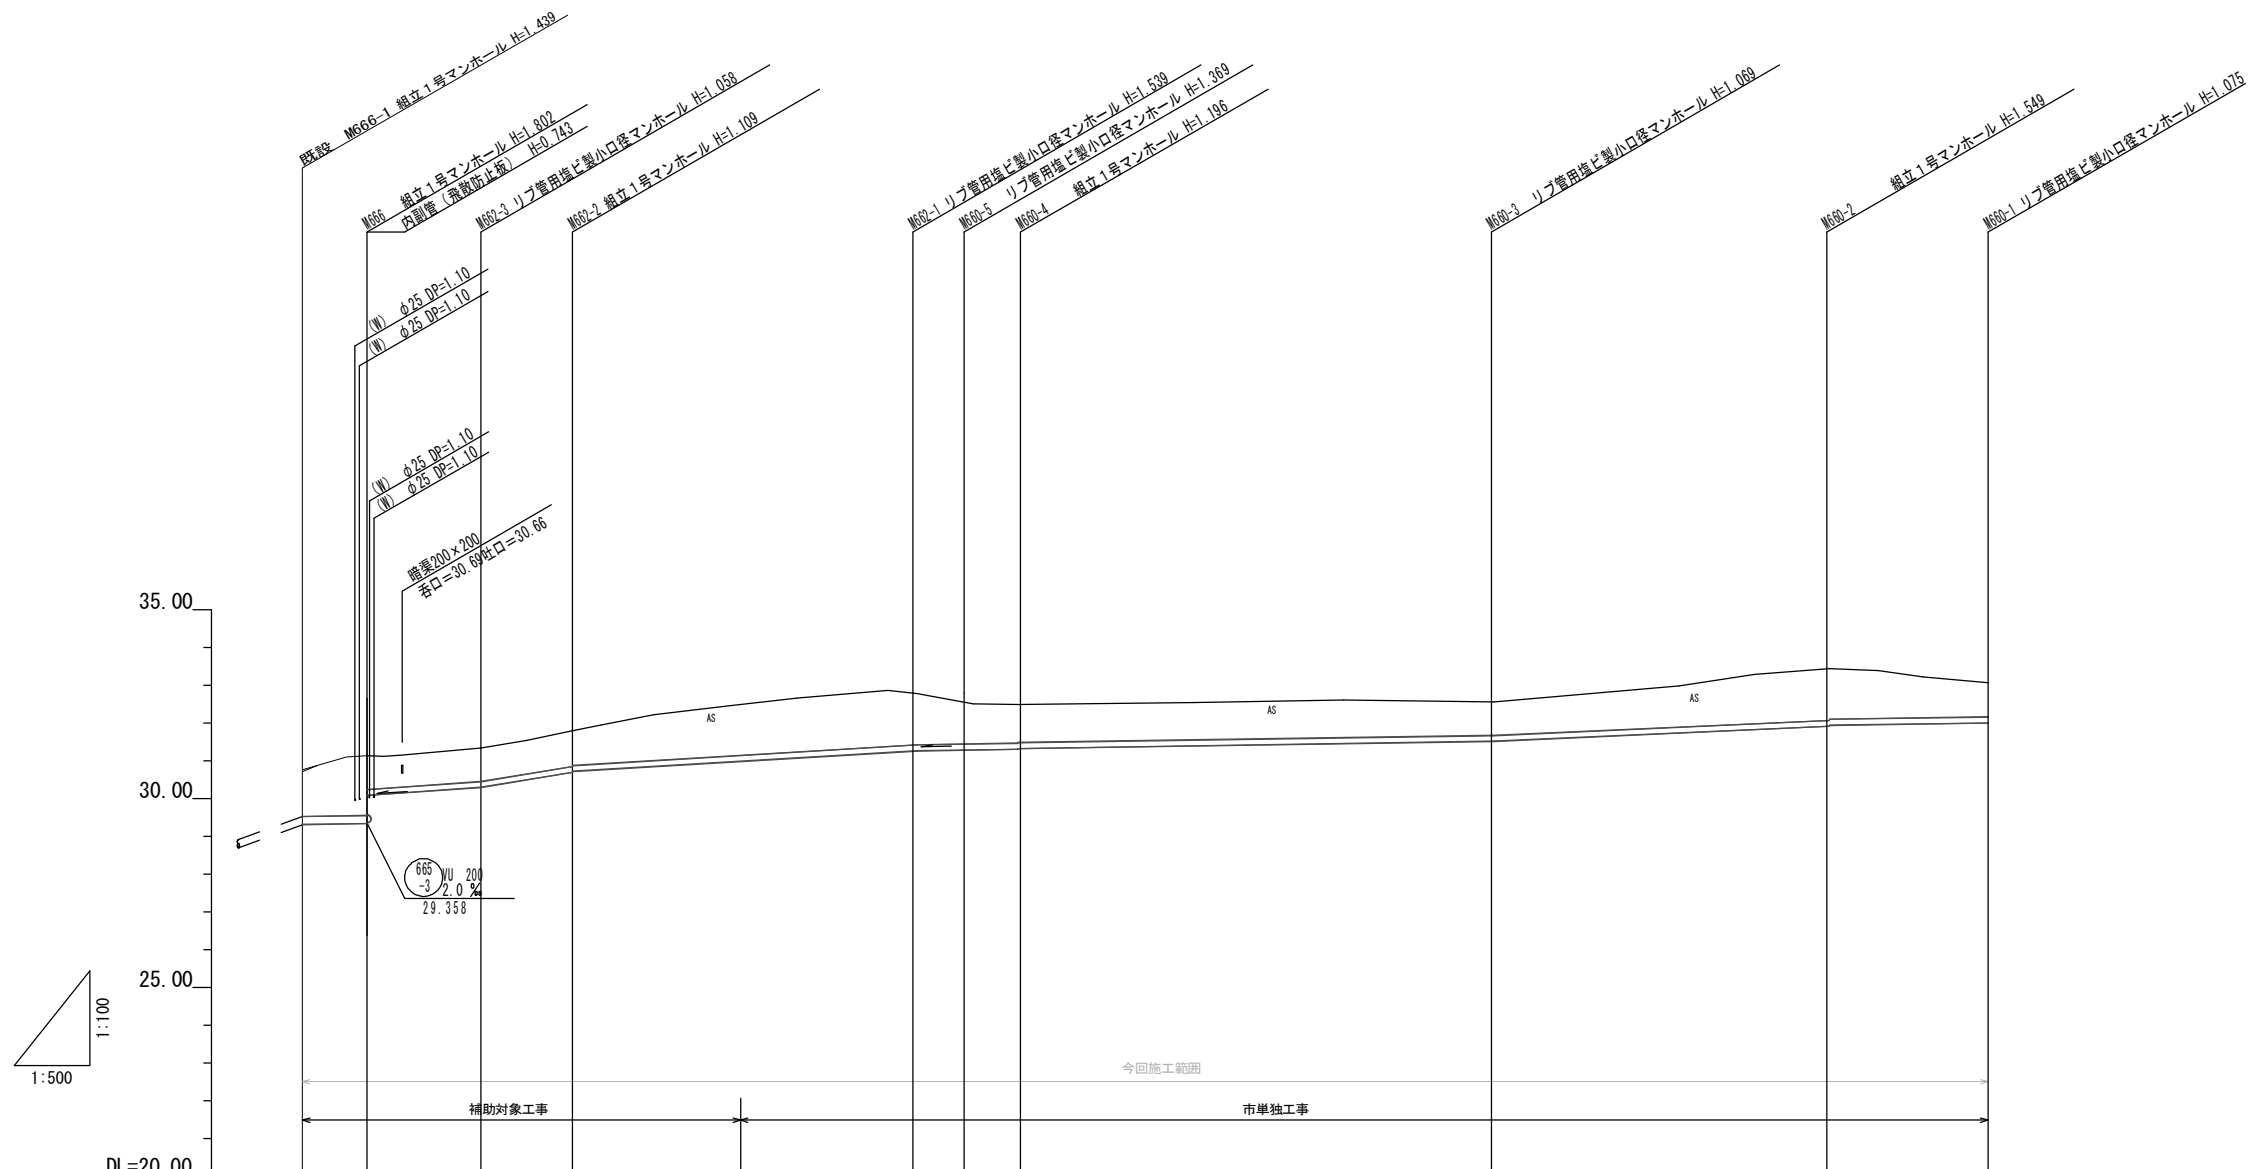 既設 M666-1 組立1号マンホール H=1.439
M666 組立1号マンホール H=1.802
内副管（飛散防止板） H=0.743
M662-3 リブ管用塩ビ製小口径マンホール H=1.058
M662-2 組立1号マンホール H=1.109
M662-1 リブ管用塩ビ製小口径マンホール H=1.539
M660-5 リブ管用塩ビ製小口径マンホール H=1.369
M660-4 組立1号マンホール H=1.196
M660-3 リブ管用塩ビ製小口径マンホール H=1.069
M660-2 組立1号マンホール H=1.549
M660-1 リブ管用塩ビ製小口径マンホール H=1.075
(W) φ25 DP=1.10
(W) φ25 DP=1.10
(W) φ25 DP=1.10
(W) φ25 DP=1.10
暗渠200×200
呑口=30.69吐口=30.66
35.00
AS
AS
AS
30.00
665
-3
VU 200
2.0 ‰
29.358
25.00
1:100
1:500
今回施工範囲
補助対象工事
市単独工事
DL=20.00